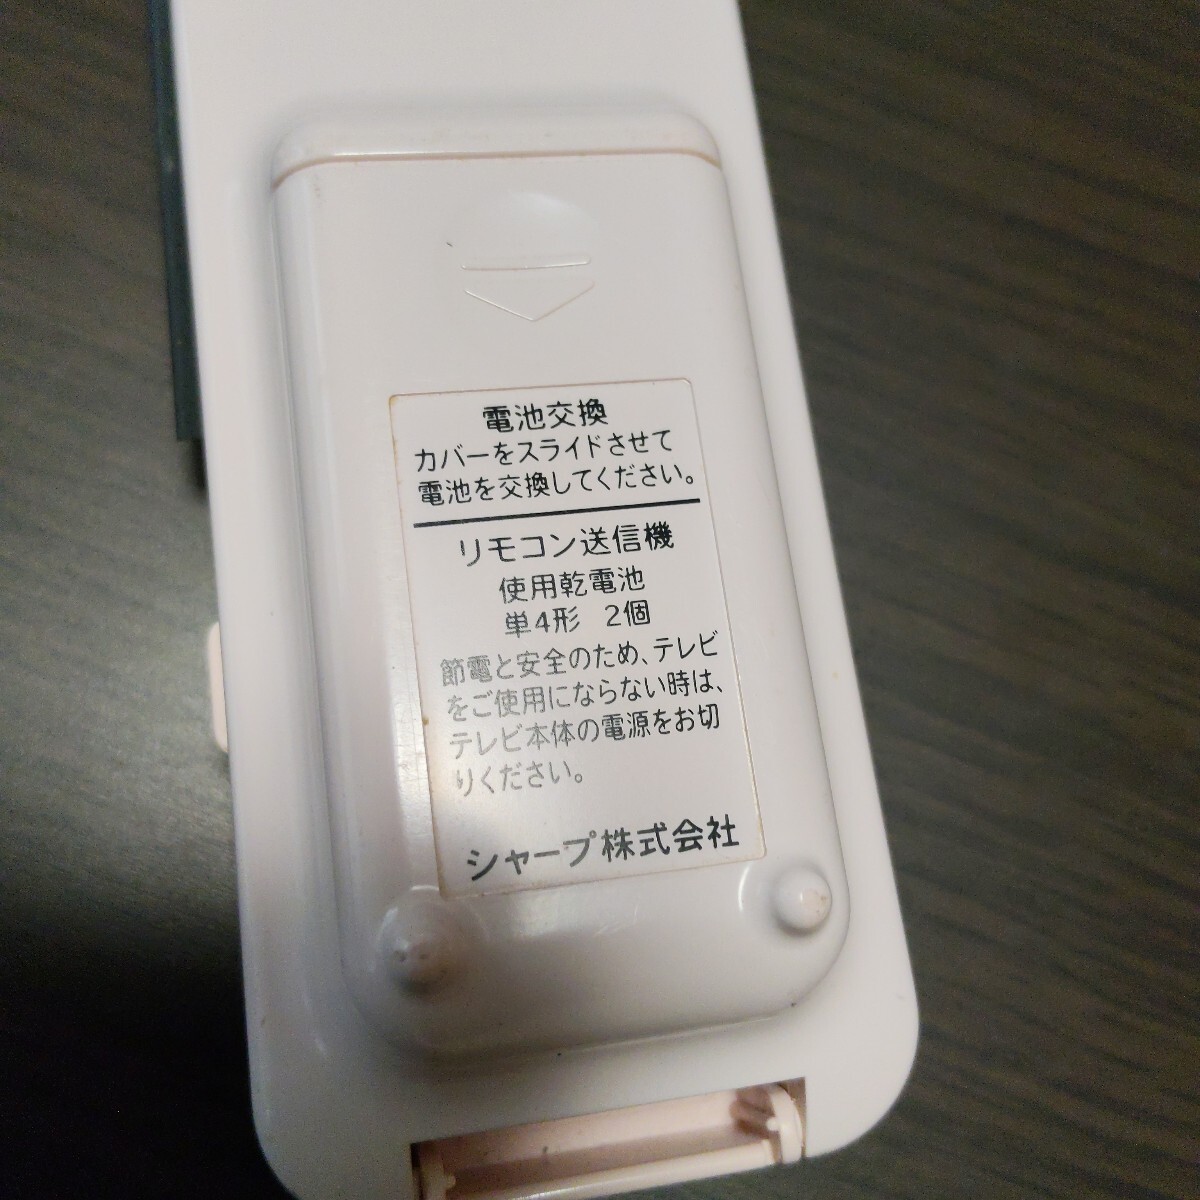 電池交換
カバーをスライドさせて
電池を交換してください。
リモコン送信機
使用乾電池
単4形 2個
節電と安全のため、テレビ
をご使用にならない時は、
テレビ本体の電源をお切
りください。
シャープ株式会社